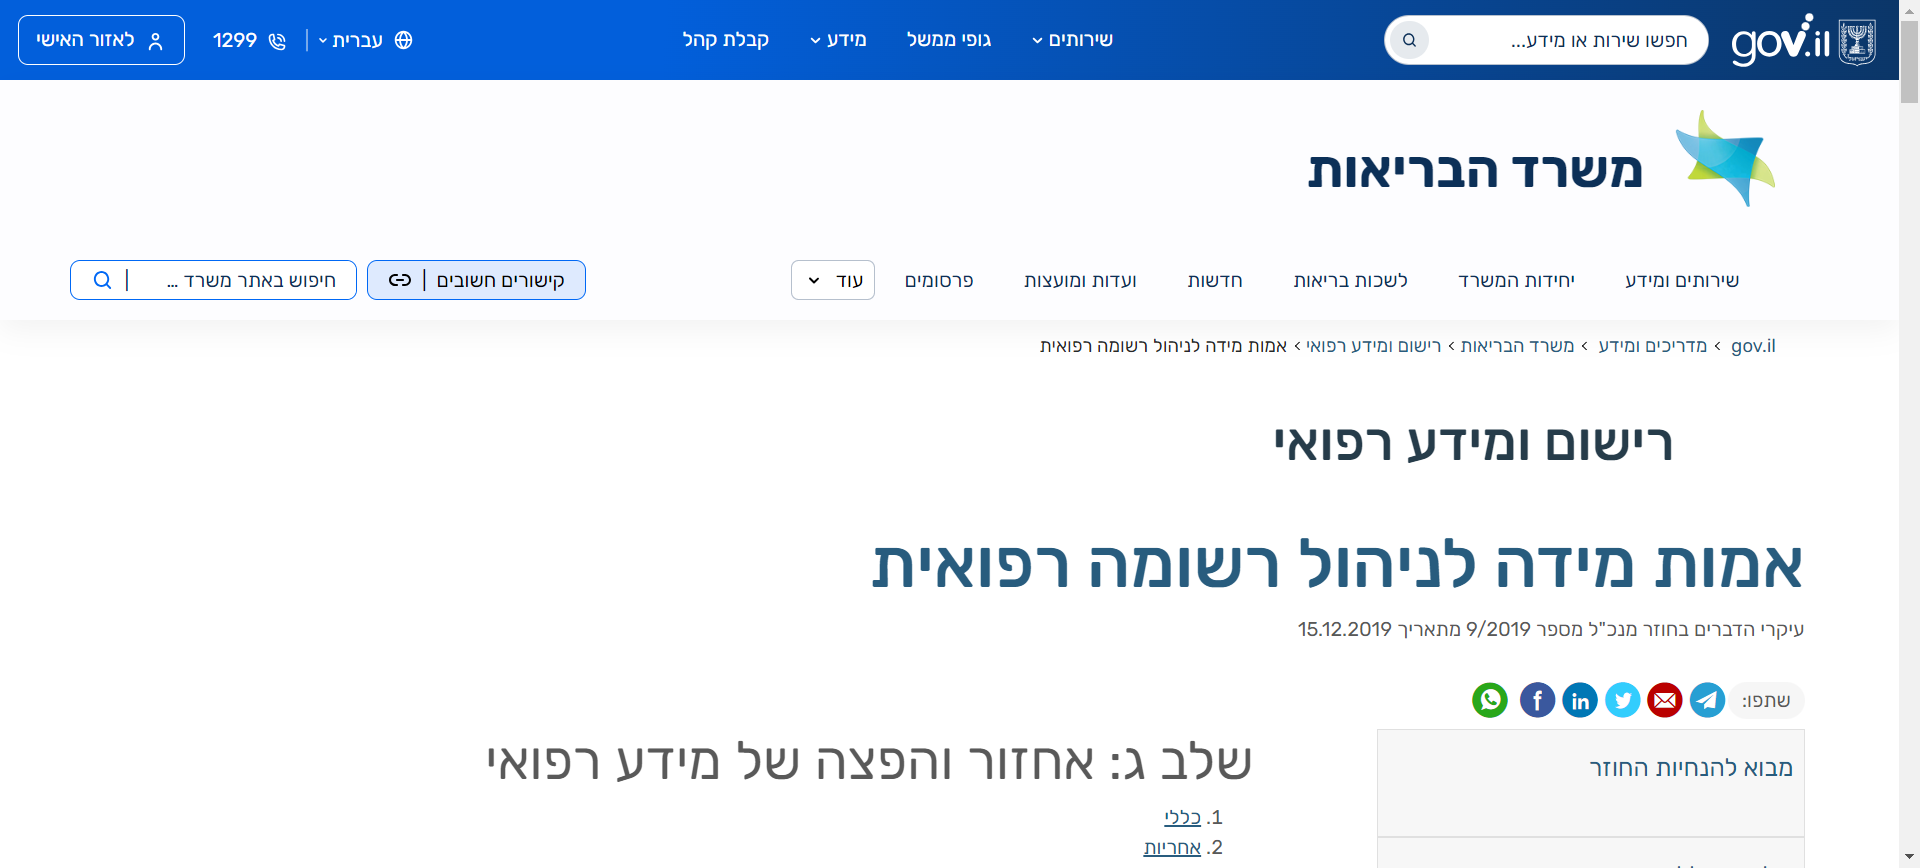 gov.il
חפשו שירות או מידע...
שירותים
גופי ממשל
מידע
קבלת קהל
עברית
1299
לאזור האישי
משרד הבריאות
שירותים ומידע
יחידות המשרד
לשכות בריאות
חדשות
ועדות ומועצות
פרסומים
עוד
קישורים חשובים
חיפוש באתר משרד ...
gov.il > מדריכים ומידע > משרד הבריאות > רישום ומידע רפואי > אמות מידה לניהול רשומה רפואית
רישום ומידע רפואי
אמות מידה לניהול רשומה רפואית
עיקרי הדברים בחוזר מנכ"ל מספר 9/2019 מתאריך 15.12.2019
שתפו:
מבוא להנחיות החוזר
שלב ג: אחזור והפצה של מידע רפואי
1. כללי
2. אחריות